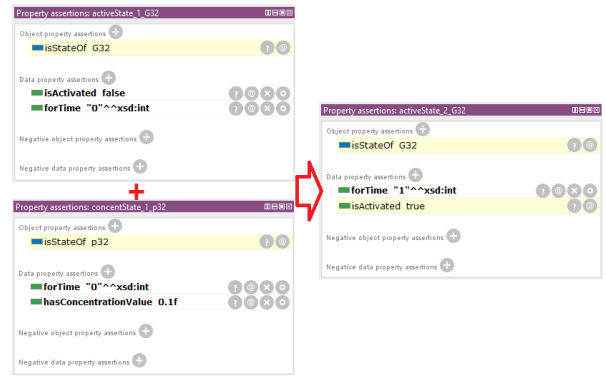 Property assertions: activeState_1_G32
Object property assertions
isStateOf G32
Data property assertions
isActivated false
forTime "0"^^xsd:int
Negative object property assertions
Negative data property assertions
Property assertions: concentState_1_p32
Object property assertions
isStateOf p32
Data property assertions
forTime "0"^^xsd:int
hasConcentrationValue 0.1f
Negative object property assertions
Negative data property assertions
Property assertions: activeState_2_G32
Object property assertions
isStateOf G32
Data property assertions
forTime "1"^^xsd:int
isActivated true
Negative object property assertions
Negative data property assertions